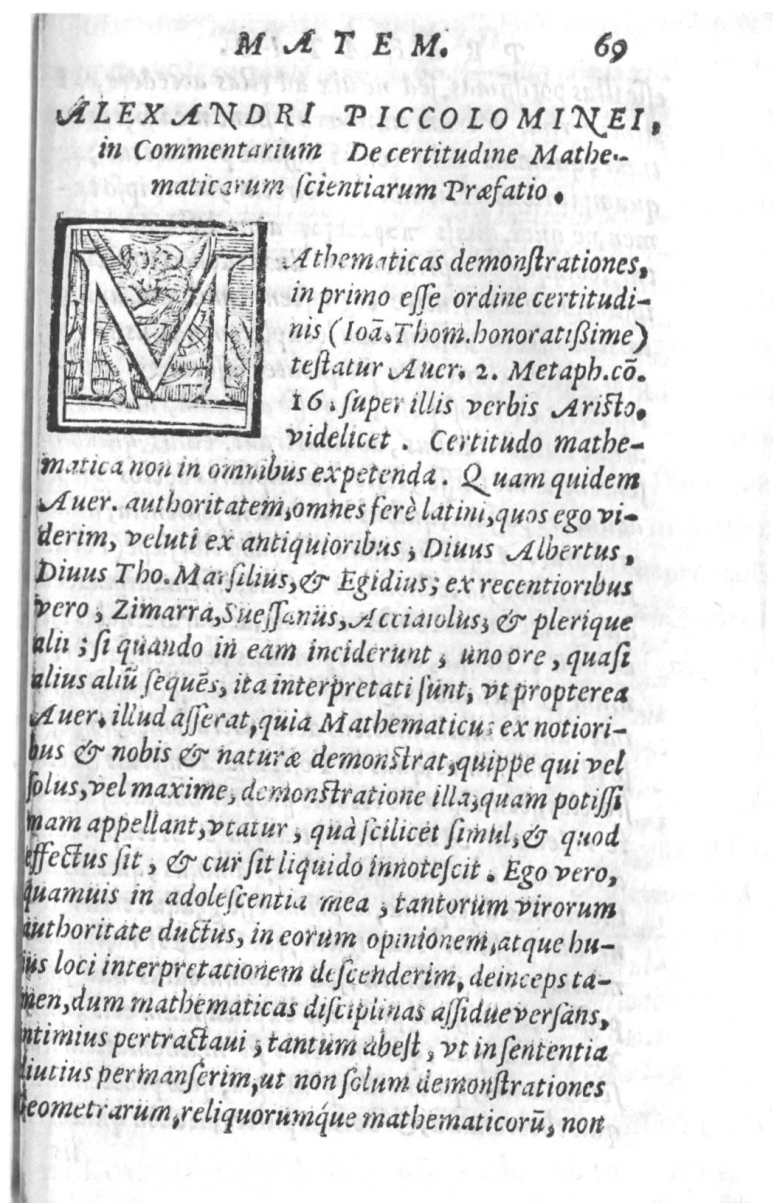 MATEM. 69
ALEXANDRI PICCOLOMINEI,
in Commentarium De certitudine Mathe-
maticarum ſcientiarum Præfatio.
MAthematicas demonſtrationes,
in primo eſſe ordine certitudi-
nis (Ioā. Thom. honoratißime)
teſtatur Auer. 2. Metaph. cō.
16. ſuper illis verbis Ariſto.
videlicet. Certitudo mathe-
matica non in omnibus expetenda. Quam quidem
Auer. authoritatem, omnes ferè latini, quos ego vi-
derim, veluti ex antiquioribus, Diuus Albertus,
Diuus Tho. Marſilius, & Egidius; ex recentioribus
vero, Zimarra, Sueſſanus, Acciaiolus, & plerique
alii; ſi quando in eam inciderunt, uno ore, quaſi
alius aliū ſequēs, ita interpretati ſunt, vt propterea
Auer. illud aſſerat, quia Mathematicus ex notiori-
bus & nobis & naturæ demonſtrat, quippe qui vel
ſolus, vel maxime, demonſtratione illa, quam potiſſi
mam appellant, vtatur, quà ſcilicet ſimul, & quod
effectus ſit, & cur ſit liquido innoteſcit. Ego vero,
quamuis in adoleſcentia mea, tantorum virorum
authoritate ductus, in eorum opinionem, atque hu-
ius loci interpretationem deſcenderim, deinceps ta-
men, dum mathematicas diſciplinas aſſidue verſans,
intimius pertractaui, tantum abeſt, vt in ſententia
diutius permanſerim, ut non ſolum demonſtrationes
Geometrarum, reliquorumq́ue mathematicorū, non